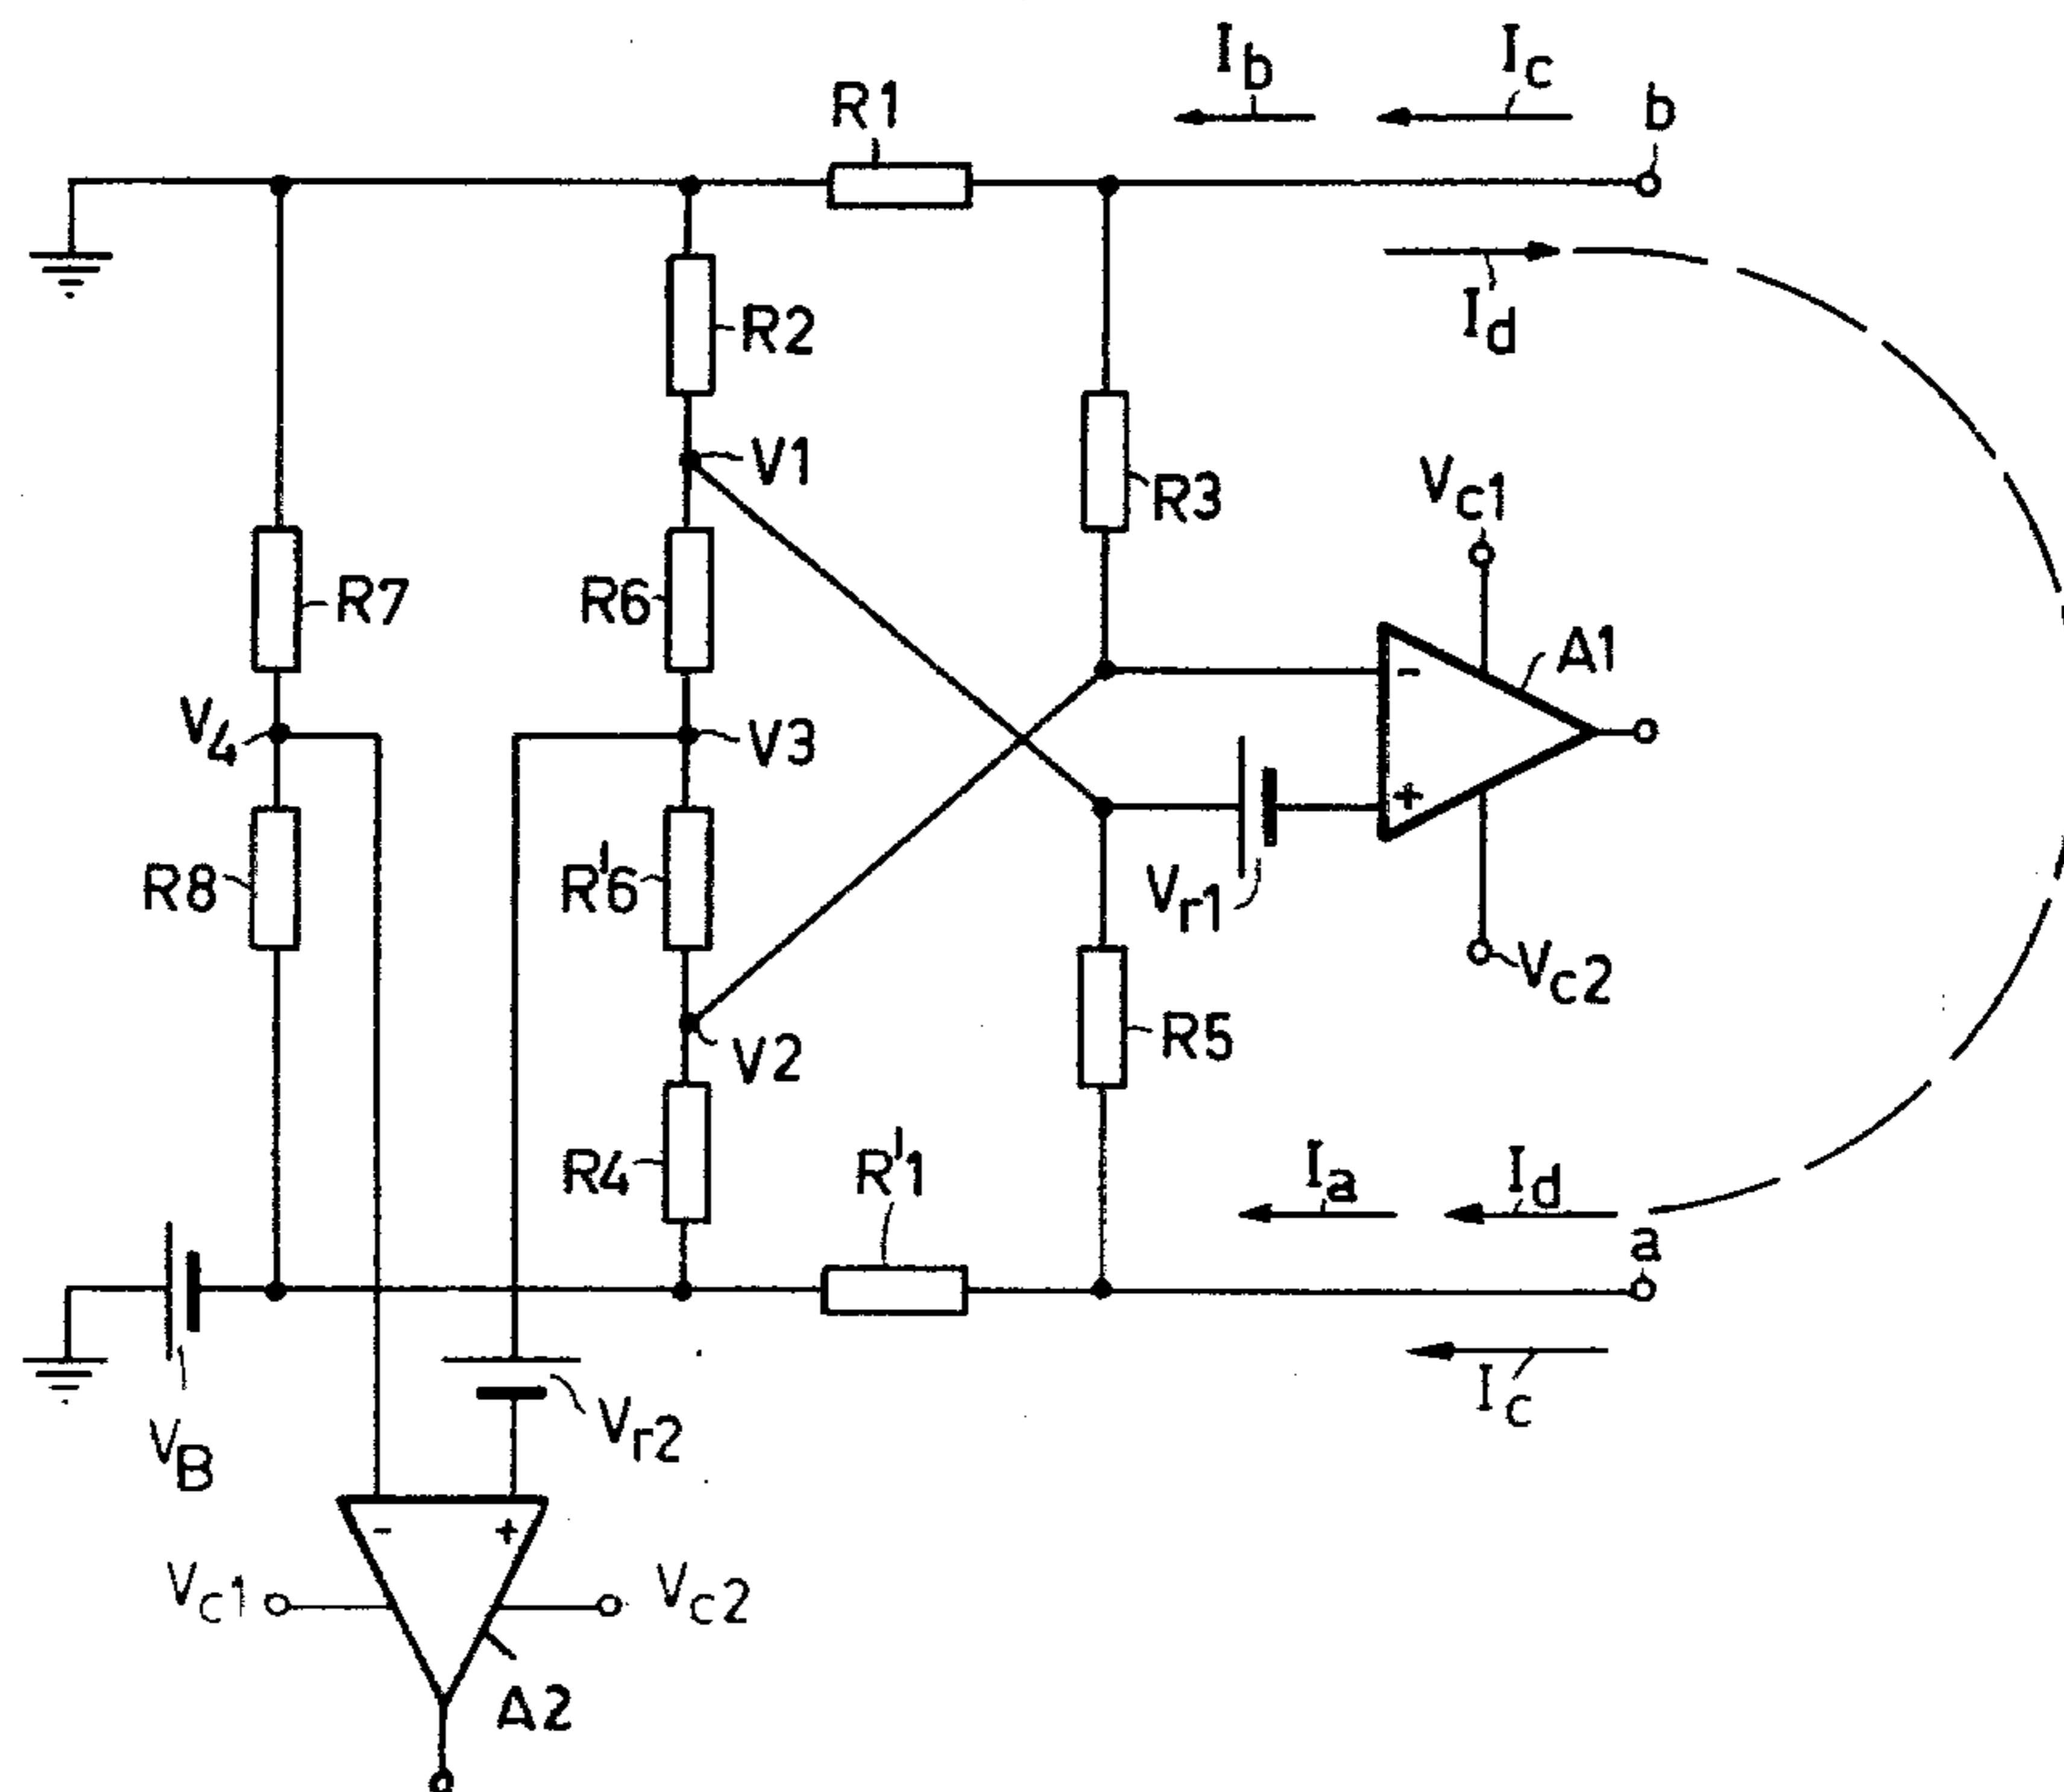 Ib
Ic
b
R1
Id
R2
V1
R3
Vc1
R7
R6
A1
-
V4
V3
+
R8
R'6
Vr1
Vc2
R5
V2
R4
R'1
Ia
Id
a
Ic
VB
Vr2
-
+
Vc1
Vc2
A2